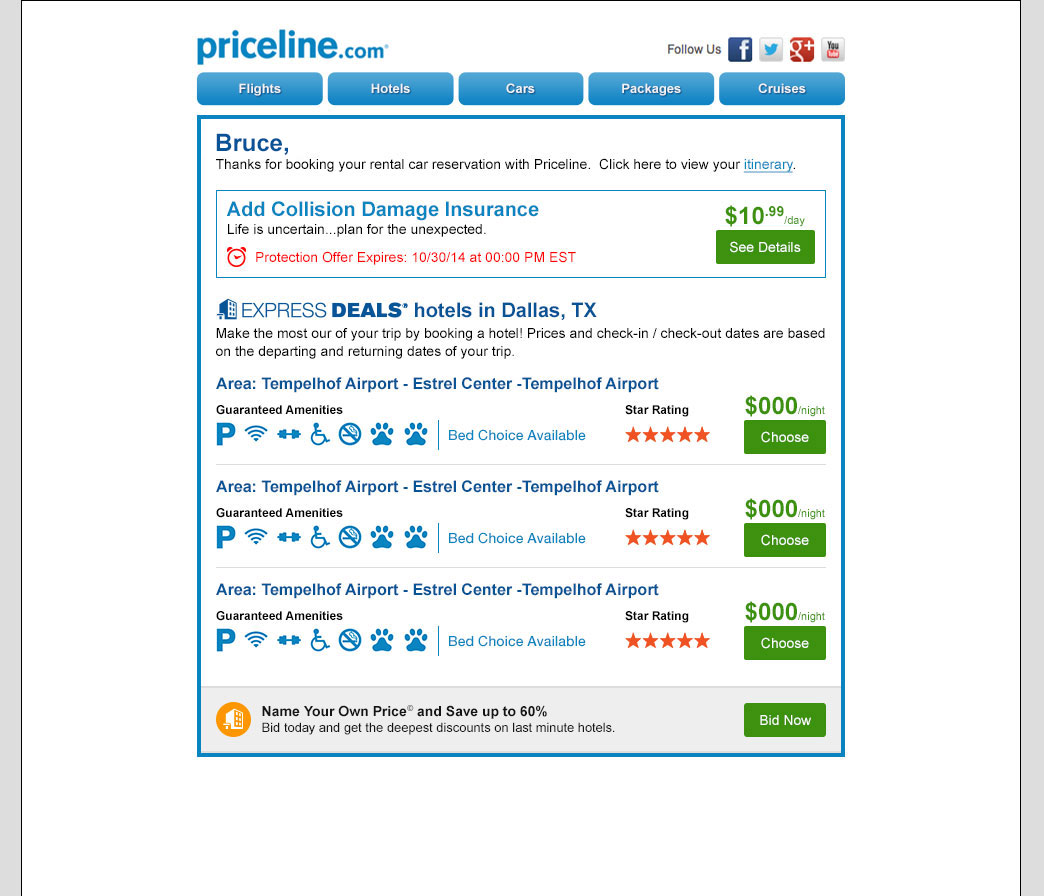 priceline.com®
Follow Us
f
g+
You
Tube
Flights Hotels Cars Packages Cruises
Bruce,
Thanks for booking your rental car reservation with Priceline. Click here to view your itinerary.
Add Collision Damage Insurance
$10.99/day
Life is uncertain...plan for the unexpected.
See Details
Protection Offer Expires: 10/30/14 at 00:00 PM EST
EXPRESS DEALS® hotels in Dallas, TX
Make the most our of your trip by booking a hotel! Prices and check-in / check-out dates are based
on the departing and returning dates of your trip.
Area: Tempelhof Airport - Estrel Center -Tempelhof Airport
Guaranteed Amenities Star Rating $000/night
P Bed Choice Available Choose
Area: Tempelhof Airport - Estrel Center -Tempelhof Airport
Guaranteed Amenities Star Rating $000/night
P Bed Choice Available Choose
Area: Tempelhof Airport - Estrel Center -Tempelhof Airport
Guaranteed Amenities Star Rating $000/night
P Bed Choice Available Choose
Name Your Own Price© and Save up to 60%
Bid today and get the deepest discounts on last minute hotels.
Bid Now